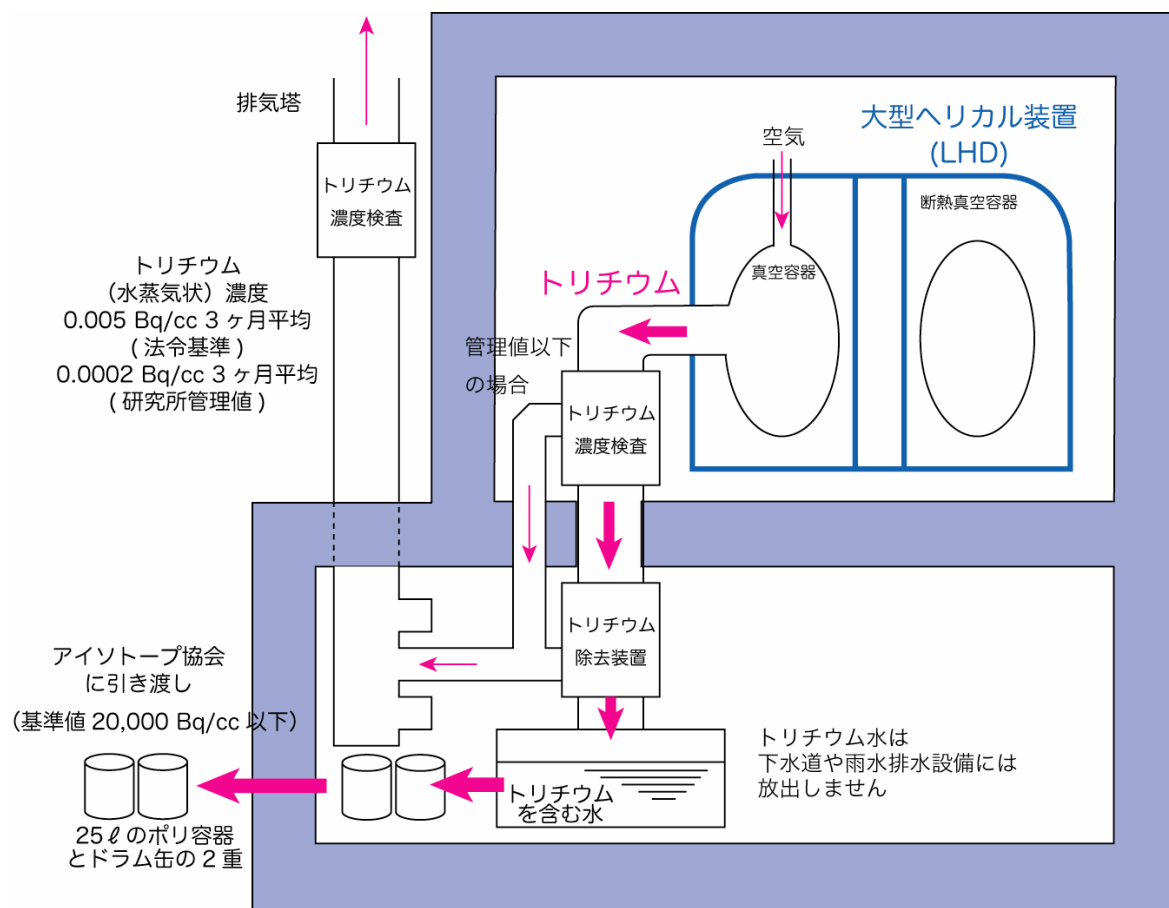 排気塔
トリチウム
濃度検査
トリチウム
（水蒸気状）濃度
0.005 Bq/cc 3 ヶ月平均
( 法令基準 )
0.0002 Bq/cc 3 ヶ月平均
( 研究所管理値 )
大型ヘリカル装置
(LHD)
空気
断熱真空容器
真空容器
トリチウム
管理値以下
の場合
トリチウム
濃度検査
トリチウム
除去装置
アイソトープ協会
に引き渡し
（基準値 20,000 Bq/cc 以下）
25ℓのポリ容器
とドラム缶の 2 重
トリチウム
を含む水
トリチウム水は
下水道や雨水排水設備には
放出しません